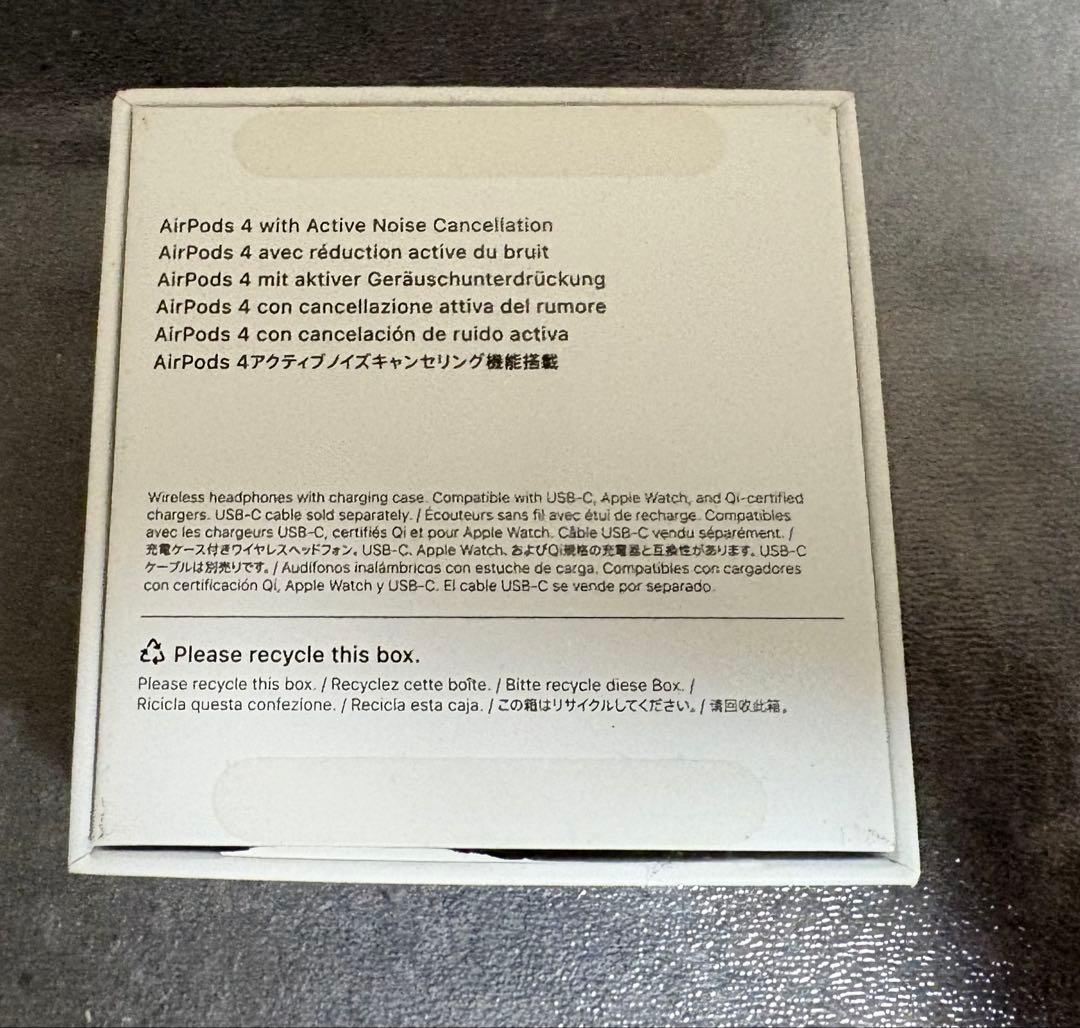 AirPods 4 with Active Noise Cancellation
AirPods 4 avec réduction active du bruit
AirPods 4 mit aktiver Geräuschunterdrückung
AirPods 4 con cancellazione attiva del rumore
AirPods 4 con cancelación de ruido activa
AirPods 4アクティブノイズキャンセリング機能搭載
Wireless headphones with charging case. Compatible with USB-C, Apple Watch, and Qi-certified
chargers. USB-C cable sold separately. / Écouteurs sans fil avec étui de recharge. Compatibles
avec les chargeurs USB-C, certifiés Qi et pour Apple Watch. Câble USB-C vendu séparément. /
充電ケース付きワイヤレスヘッドフォン。USB-C、Apple Watch、およびQi規格の充電器と互換性があります。USB-C
ケーブルは別売りです。/ Audífonos inalámbricos con estuche de carga. Compatibles con cargadores
con certificación Qi, Apple Watch y USB-C. El cable USB-C se vende por separado.
Please recycle this box.
Please recycle this box. / Recyclez cette boîte. / Bitte recycle diese Box. /
Ricicla questa confezione. / Recicla esta caja. / この箱はリサイクルしてください。/ 请回收此箱。